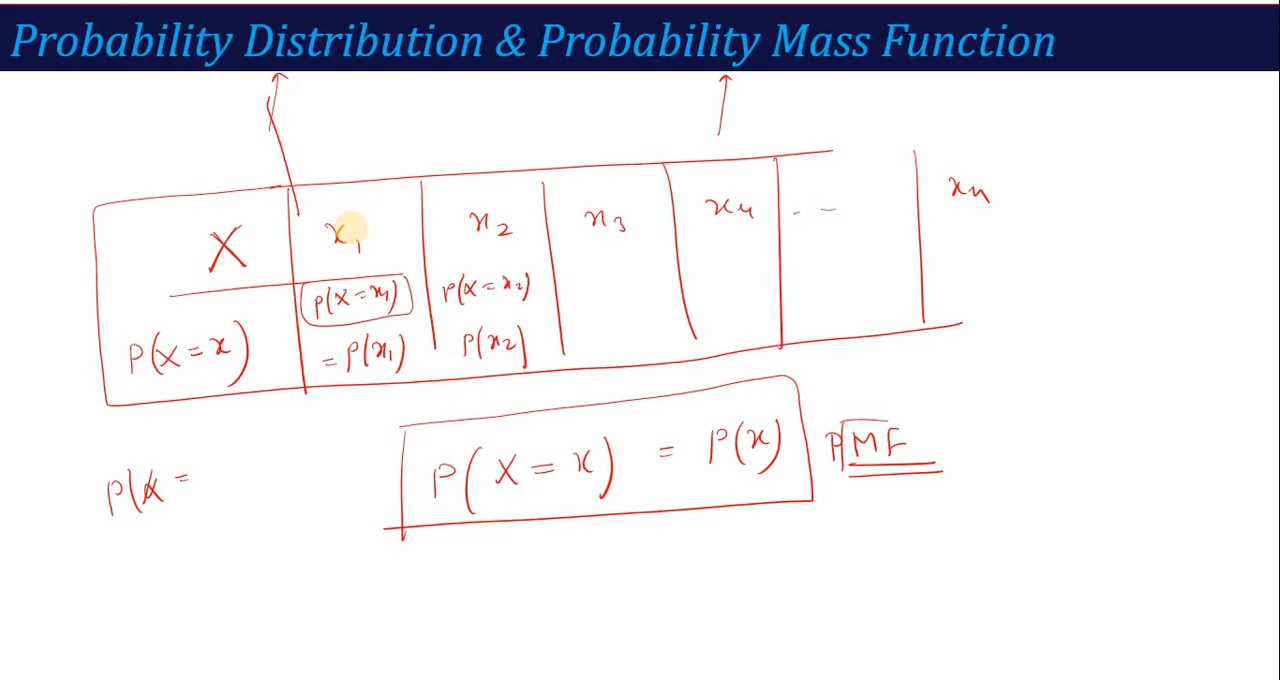 Probability Distribution & Probability Mass Function
X x₁ x₂ x₃ x₄ - - xₙ
P(X=x) P(X=x₁) P(X=x₂)
=P(x₁) P(x₂)
P(X = x) = P(x) PMF
P(X =